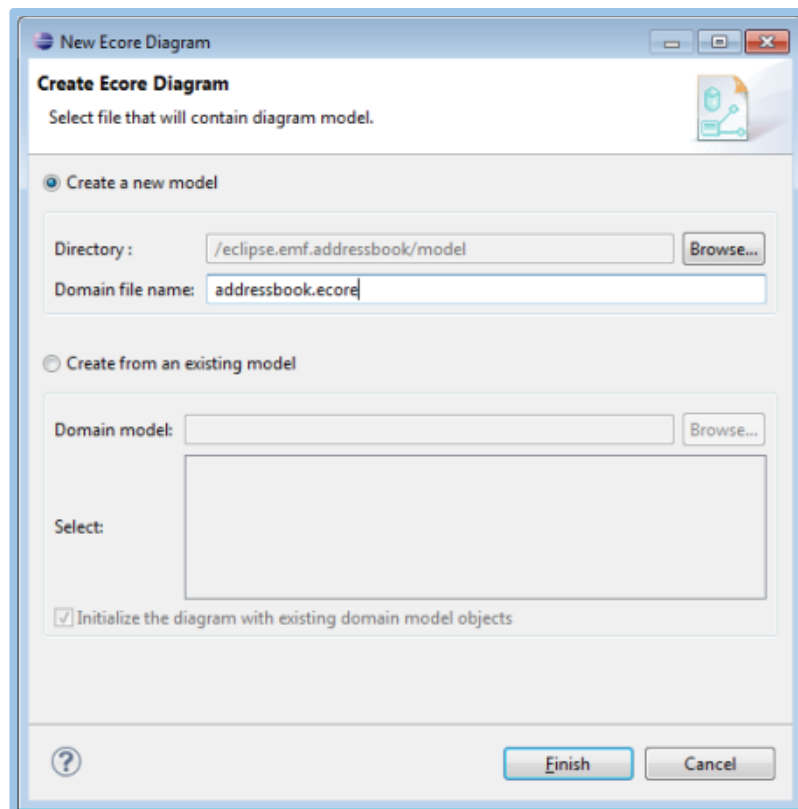 New Ecore Diagram
Create Ecore Diagram
Select file that will contain diagram model.
Create a new model
Directory : /eclipse.emf.addressbook/model Browse...
Domain file name: addressbook.ecore
Create from an existing model
Domain model: Browse...
Select:
Initialize the diagram with existing domain model objects
? Finish Cancel